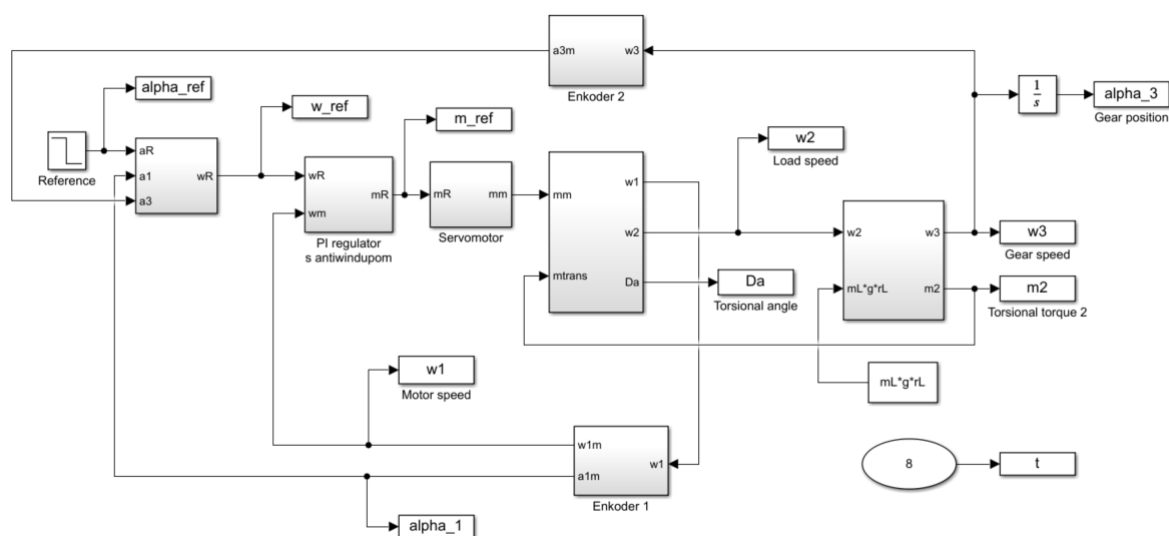 a3m
w3
Enkoder 2
alpha_ref
w_ref
m_ref
1
s
alpha_3
Gear position
w2
Load speed
Reference
aR
a1
a3
wR
wR
wm
mR
PI regulator
s antiwindupom
mR
mm
Servomotor
mm
mtrans
w1
w2
Da
Da
Torsional angle
w2
mL*g*rL
w3
m2
w3
Gear speed
m2
Torsional torque 2
mL*g*rL
w1
Motor speed
w1m
a1m
w1
Enkoder 1
8
t
alpha_1